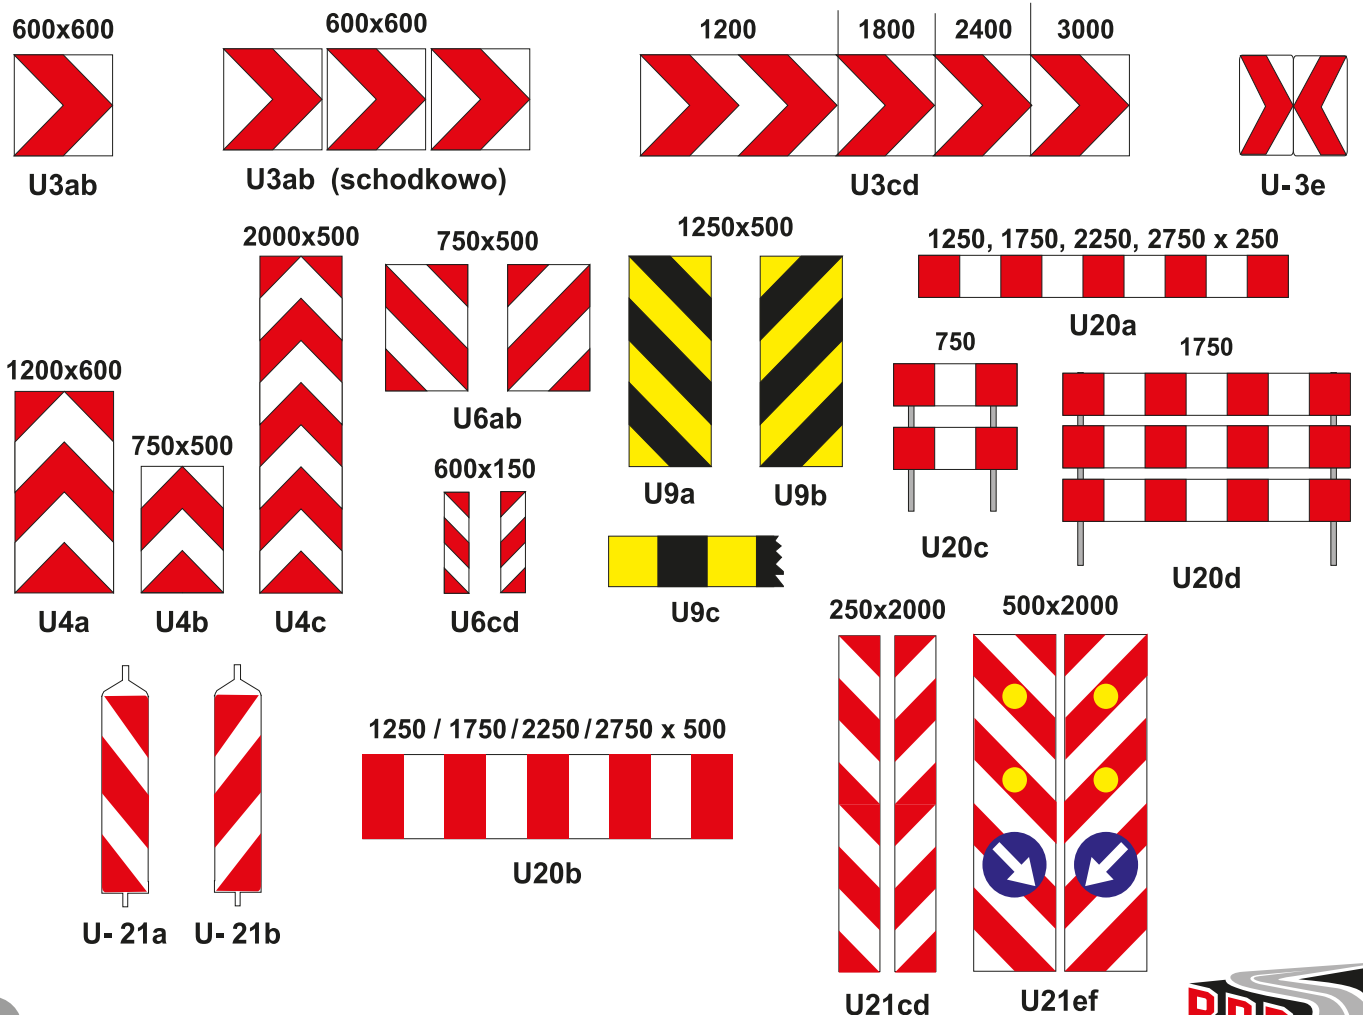 600x600
600x600
1200
1800
2400
3000
U3ab
U3ab (schodkowo)
U3cd
U-3e
2000x500
750x500
1250x500
1250, 1750, 2250, 2750 x 250
U20a
750
1750
1200x600
750x500
U6ab
600x150
U9a
U9b
U20c
U20d
U4a
U4b
U4c
U6cd
U9c
250x2000
500x2000
1250 / 1750 / 2250 / 2750 x 500
U20b
U-21a
U-21b
U21cd
U21ef